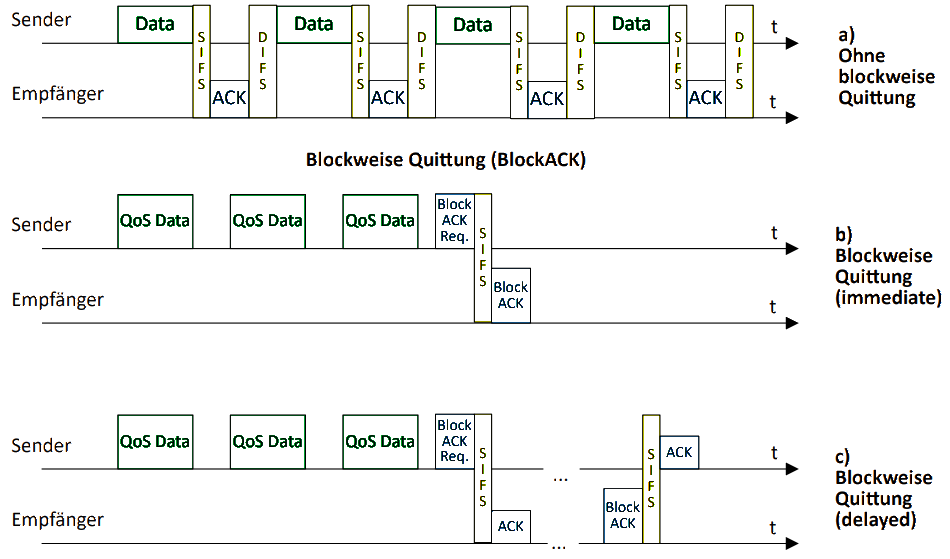 Sender
Data
SIFS
DIFS
Data
SIFS
DIFS
Data
SIFS
DIFS
Data
SIFS
DIFS
t
Empfänger
ACK
ACK
ACK
ACK
t
a)
Ohne
blockweise
Quittung
Blockweise Quittung (BlockACK)
Sender
QoS Data
QoS Data
QoS Data
Block
ACK
Req.
SIFS
t
Empfänger
Block
ACK
t
b)
Blockweise
Quittung
(immediate)
Sender
QoS Data
QoS Data
QoS Data
Block
ACK
Req.
SIFS
...
SIFS
ACK
t
Empfänger
ACK
...
Block
ACK
t
c)
Blockweise
Quittung
(delayed)